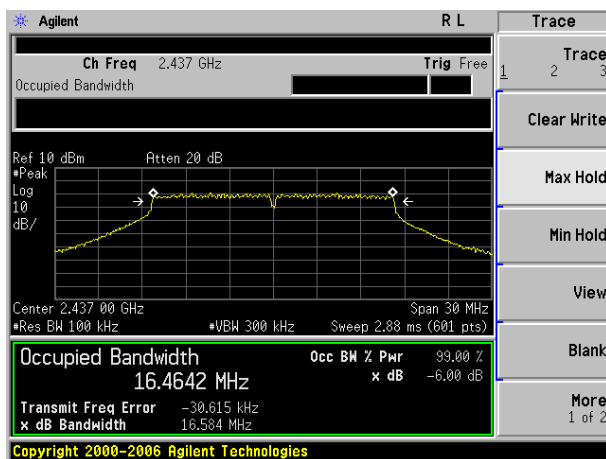 Agilent R L Trace
Ch Freq 2.437 GHz Trig Free
Occupied Bandwidth
Trace
1 2 3
Clear Write
Max Hold
Min Hold
View
Blank
More
1 of 2
Ref 10 dBm Atten 20 dB
#Peak
Log
10
dB/
Center 2.437 00 GHz Span 30 MHz
#Res BW 100 kHz #VBW 300 kHz Sweep 2.88 ms (601 pts)
Occupied Bandwidth Occ BW % Pwr 99.00 %
16.4642 MHz x dB -6.00 dB
Transmit Freq Error -30.615 kHz
x dB Bandwidth 16.584 MHz
Copyright 2000-2006 Agilent Technologies